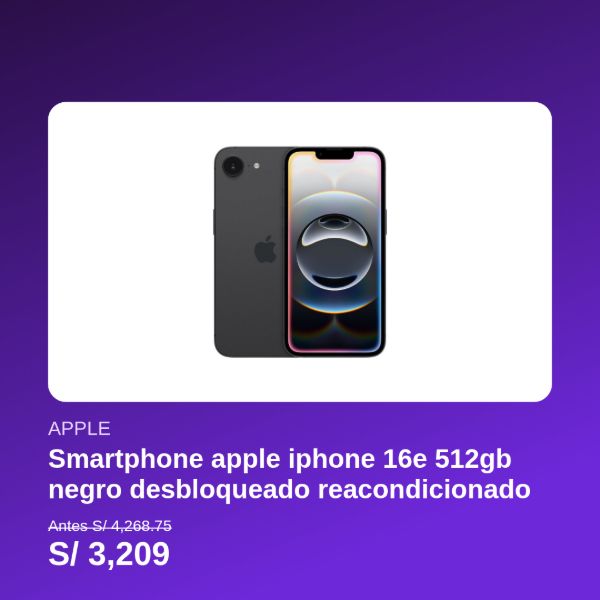 APPLE
Smartphone apple iphone 16e 512gb
negro desbloqueado reacondicionado
Antes S/ 4,268.75
S/ 3,209